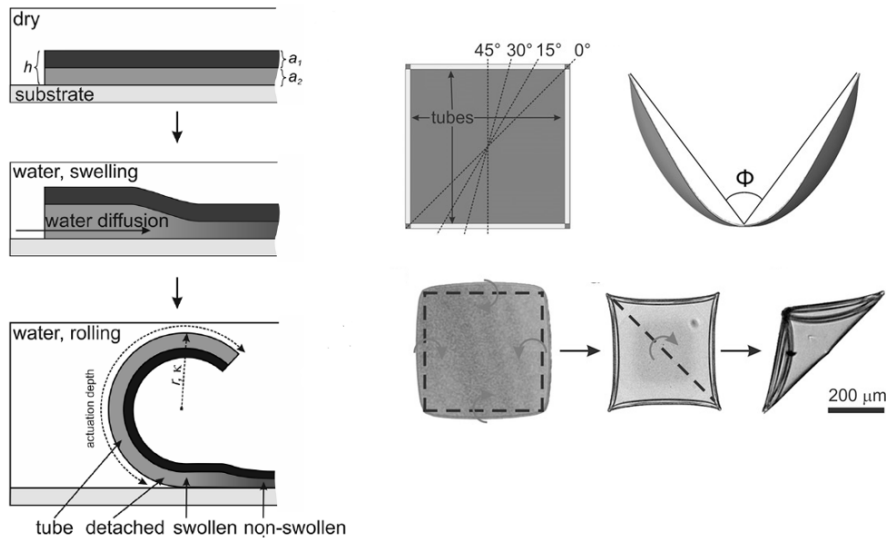 dry
h
a₁
a₂
substrate
water, swelling
water diffusion
water, rolling
r, κ
actuation depth
tube detached swollen non-swollen
45° 30° 15° 0°
tubes
Φ
200 μm